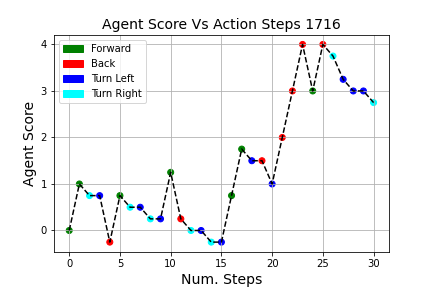 Agent Score Vs Action Steps 1716
Forward
Back
Turn Left
Turn Right
Agent Score
4
3
2
1
0
0 5 10 15 20 25 30
Num. Steps